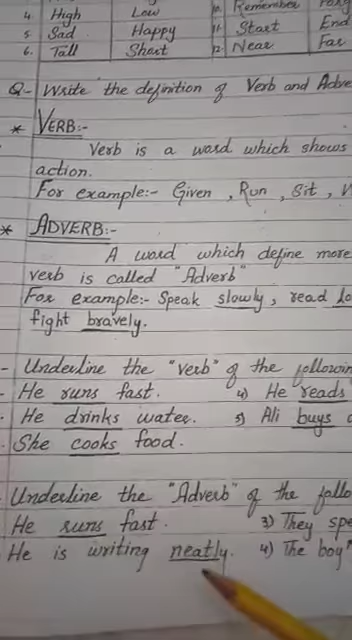 4. High Low 10. Remember
5. Sad Happy 11. Start End
6. Tall Short 12. Near Far
Q- Write the definition of Verb and Adve
* VERB:-
Verb is a word which shows
action.
For example:- Given , Run , Sit ,
* ADVERB:-
A word which define more
verb is called "Adverb"
For example:- Speak slowly, read lo
fight bravely.
- Underline the "verb" of the followin
- He runs fast. 4) He reads
- He drinks water. 5) Ali buys
- She cooks food.
Underline the "Adverb" of the follo
He runs fast. 3) They spe
He is writing neatly. 4) The boy